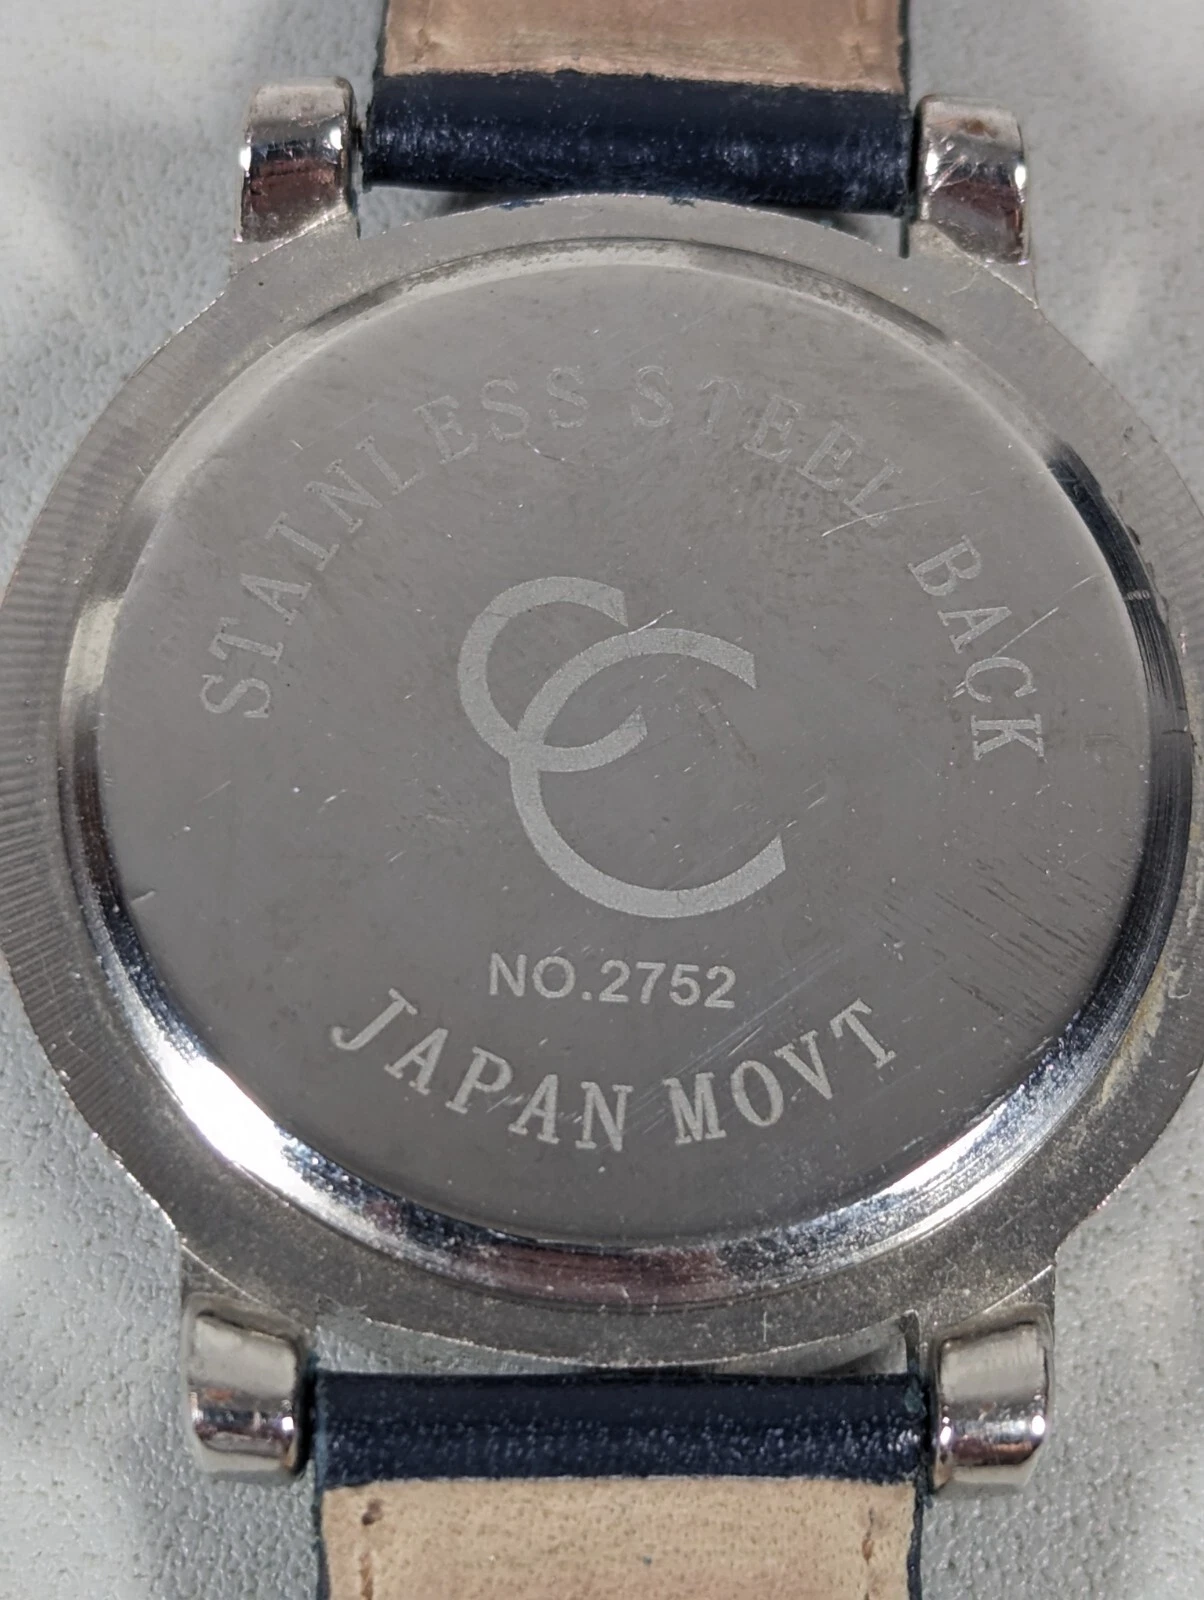 STAINLESS STEEL BACK
CC
NO.2752
JAPAN MOVT